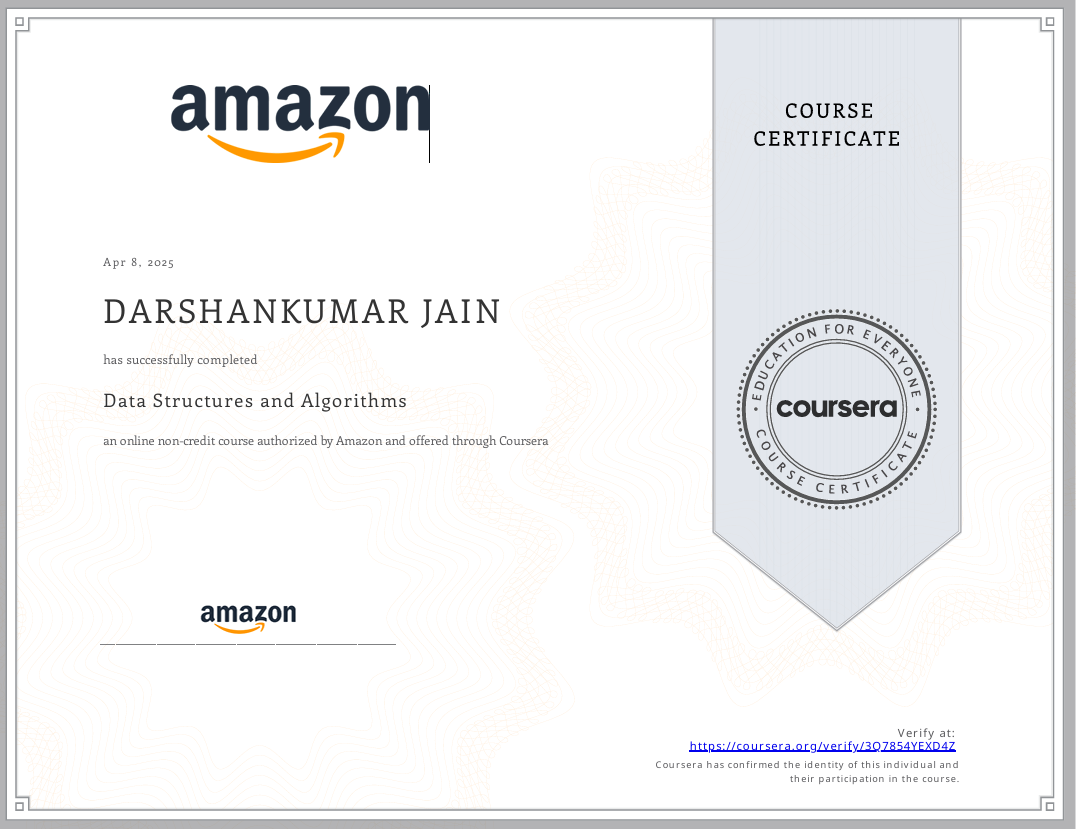 amazon
COURSE
CERTIFICATE
Apr 8, 2025
DARSHANKUMAR JAIN
has successfully completed
Data Structures and Algorithms
an online non-credit course authorized by Amazon and offered through Coursera
EDUCATION FOR EVERYONE
coursera
COURSE CERTIFICATE
amazon
Verify at:
https://coursera.org/verify/3Q7854YEXD4Z
Coursera has confirmed the identity of this individual and
their participation in the course.